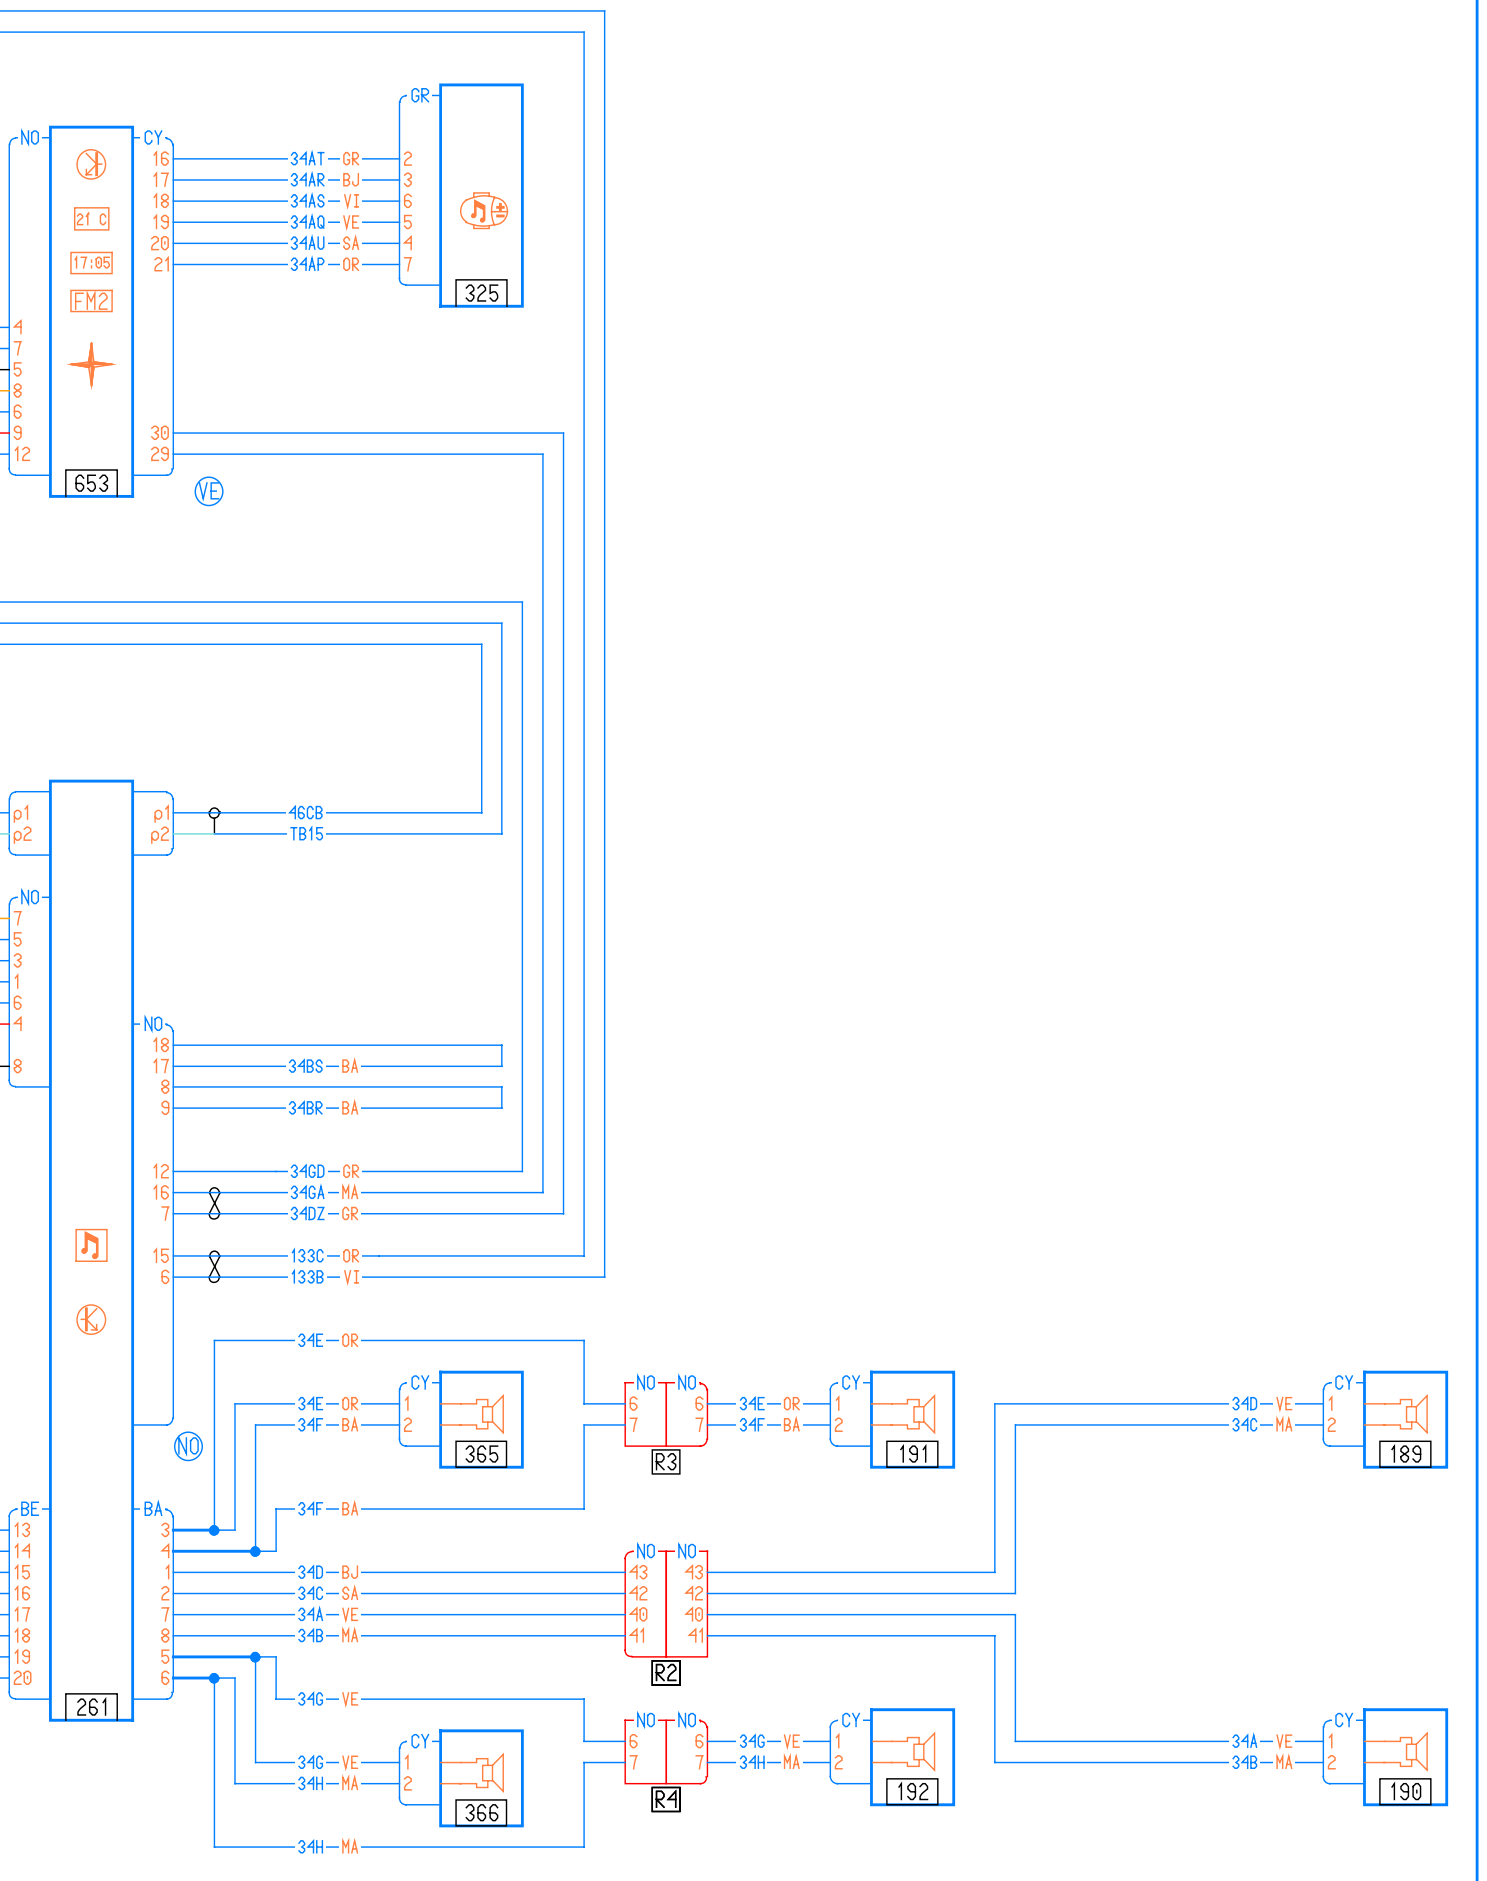 GR
NO
CY
16 34AT GR 2
17 34AR BJ 3
21 C
18 34AS VI 6
19 34AQ VE 5
20 34AU SA 4
17:05
21 34AP OR 7
325
FM2
4
7
5
8
6
9 30
12 29
653
VE
p1 p1 46CB
p2 p2 TB15
NO
7
5
3
1
6
4 NO
18
8 17 34BS BA
8
9 34BR BA
12 34GD GR
16 34GA MA
7 34DZ GR
15 133C OR
6 133B VI
34E OR
CY NO NO CY CY
34E OR 1 6 6 34E OR 1 34D VE 1
34F BA 2 7 7 34F BA 2 34C MA 2
NO 365 R3 191 189
BE BA 34F BA
13 3
14 4 NO NO
15 1 34D BJ 43 43
16 2 34C SA 42 42
17 7 34A VE 40 40
18 8 34B MA 41 41
19 5
20 6 R2
261 34G VE
NO NO CY CY
CY 6 6 34G VE 1 34A VE 1
34G VE 1 7 7 34H MA 2 34B MA 2
34H MA 2
366 R4 192 190
34H MA